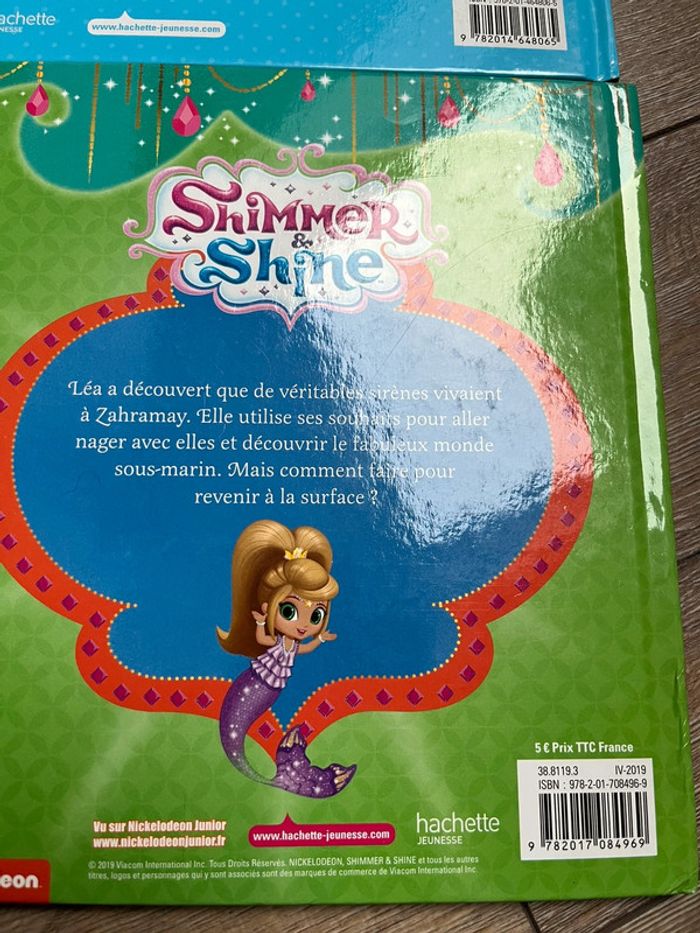 hachette
JEUNESSE
www.hachette-jeunesse.com
9 782014 648065
SHIMMER
&
Shine
Léa a découvert que de véritables sirènes vivaient
à Zahramay. Elle utilise ses souhaits pour aller
nager avec elles et découvrir le fabuleux monde
sous-marin. Mais comment faire pour
revenir à la surface ?
5 € Prix TTC France
38.8119.3 IV-2019
ISBN : 978-2-01-708496-9
9 782017 084969
Vu sur Nickelodeon Junior
www.nickelodeonjunior.fr
www.hachette-jeunesse.com
hachette
JEUNESSE
© 2019 Viacom International Inc. Tous Droits Réservés. NICKELODEON, SHIMMER & SHINE et tous les autres
titres, logos et personnages qui y sont associés sont des marques de commerce de Viacom International Inc.
eon